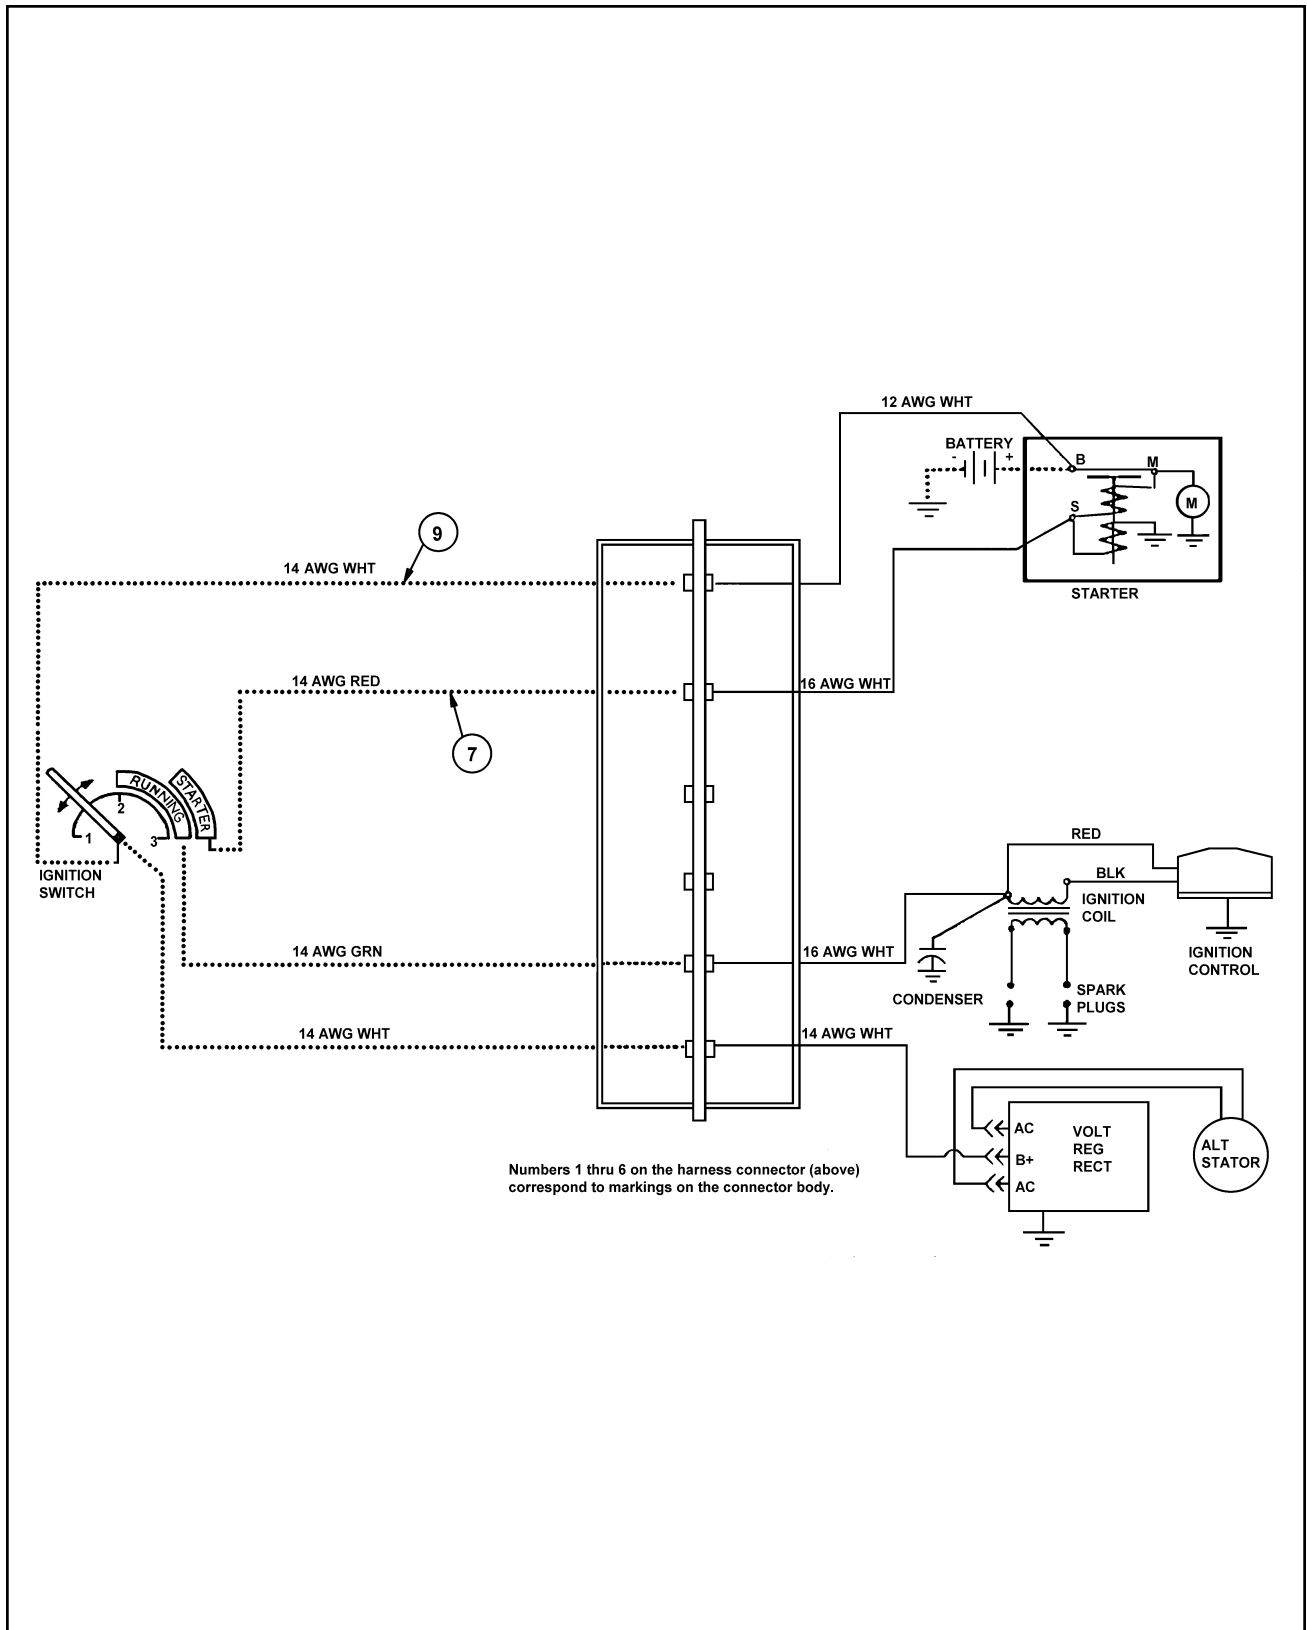 12 AWG WHT
BATTERY
- +
B
M
S
M
STARTER
9
14 AWG WHT
14 AWG RED
16 AWG WHT
7
RUNNING
STARTER
1
2
3
IGNITION
SWITCH
RED
BLK
IGNITION
COIL
IGNITION
CONTROL
14 AWG GRN
16 AWG WHT
CONDENSER
SPARK
PLUGS
14 AWG WHT
14 AWG WHT
AC
B+
AC
VOLT
REG
RECT
ALT
STATOR
Numbers 1 thru 6 on the harness connector (above)
correspond to markings on the connector body.